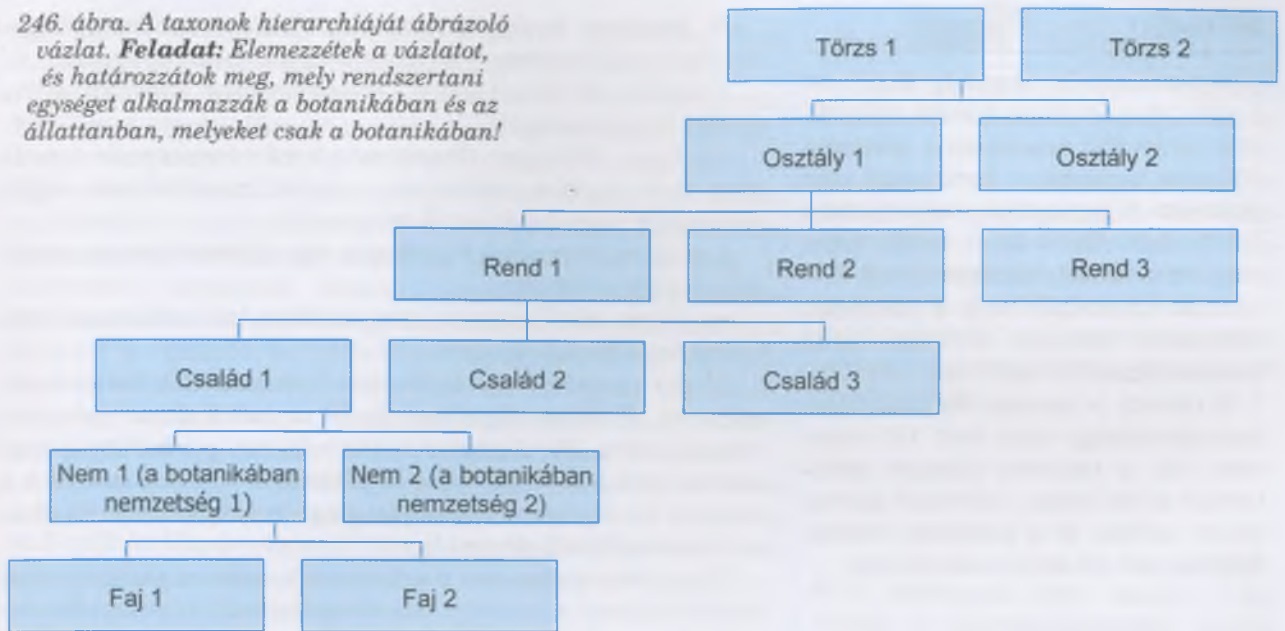 246. ábra. A taxonok hierarchiáját ábrázoló
vázlat. Feladat: Elemezzétek a vázlatot,
és határozzátok meg, mely rendszertani
egységet alkalmazzák a botanikában és az
állattanban, melyeket csak a botanikában!
Törzs 1
Törzs 2
Osztály 1
Osztály 2
Rend 1
Rend 2
Rend 3
Család 1
Család 2
Család 3
Nem 1 (a botanikában
nemzetség 1)
Nem 2 (a botanikában
nemzetség 2)
Faj 1
Faj 2